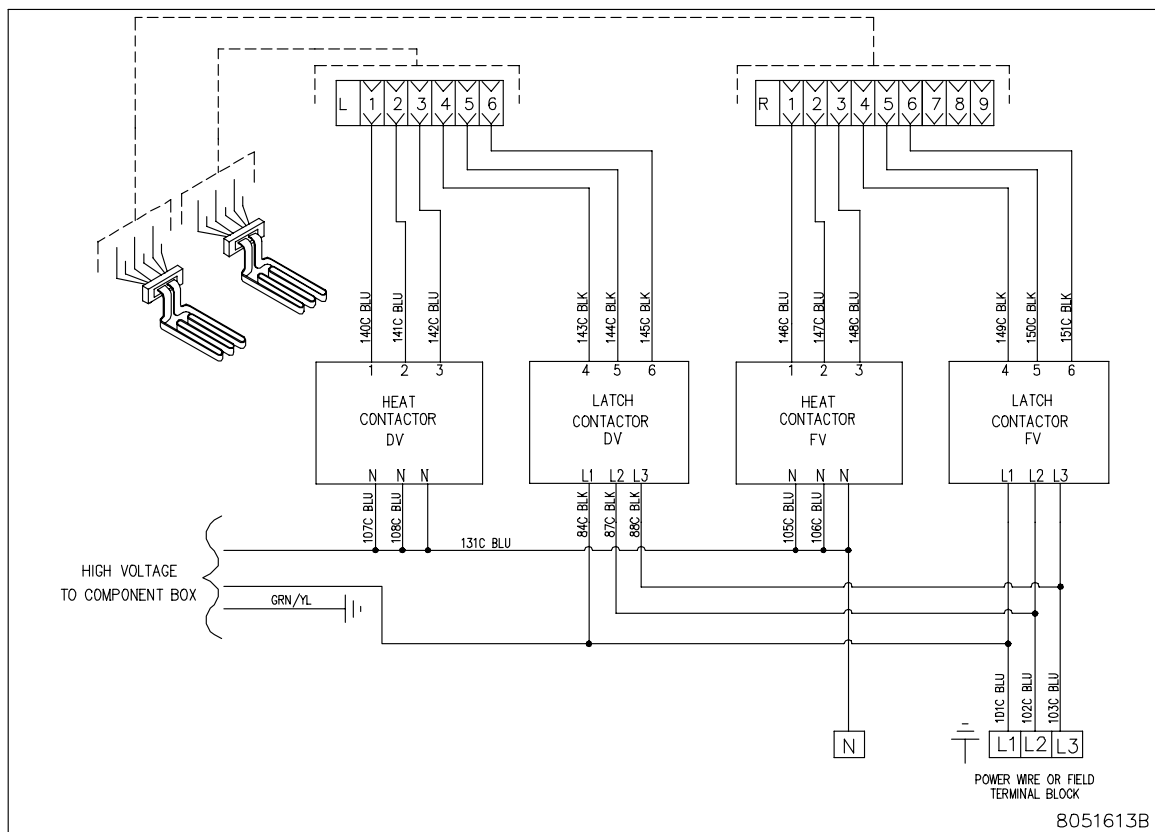 L 1 2 3 4 5 6
R 1 2 3 4 5 6 7 8 9
140C BLU
141C BLU
142C BLU
143C BLK
144C BLK
145C BLK
146C BLU
147C BLU
148C BLU
149C BLK
150C BLK
151C BLK
1 2 3
HEAT
CONTACTOR
DV
N N N
4 5 6
LATCH
CONTACTOR
DV
L1 L2 L3
1 2 3
HEAT
CONTACTOR
FV
N N N
4 5 6
LATCH
CONTACTOR
FV
L1 L2 L3
107C BLU
108C BLU
84C BLK
87C BLK
88C BLK
105C BLU
106C BLU
131C BLU
HIGH VOLTAGE
TO COMPONENT BOX
GRN/YL
101C BLU
102C BLU
103C BLU
N
L1 L2 L3
POWER WIRE OR FIELD
TERMINAL BLOCK
8051613B